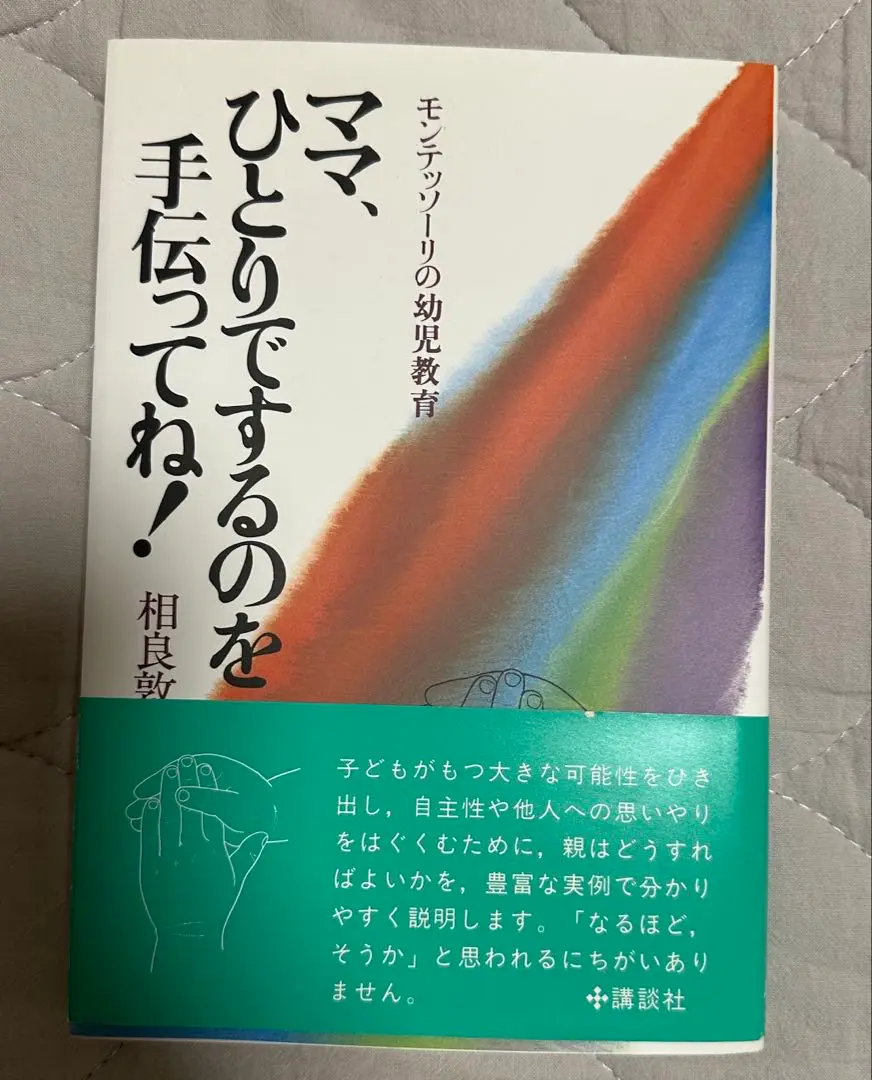 モンテッソーリの幼児教育
ママ、
ひとりでするのを
手伝ってね!
相良敦
子どもがもつ大きな可能性をひき
出し，自主性や他人への思いやり
をはぐくむために，親はどうすれ
ばよいかを，豊富な実例で分かり
やすく説明します。「なるほど，
そうか」と思われるにちがいあり
ません。
講談社